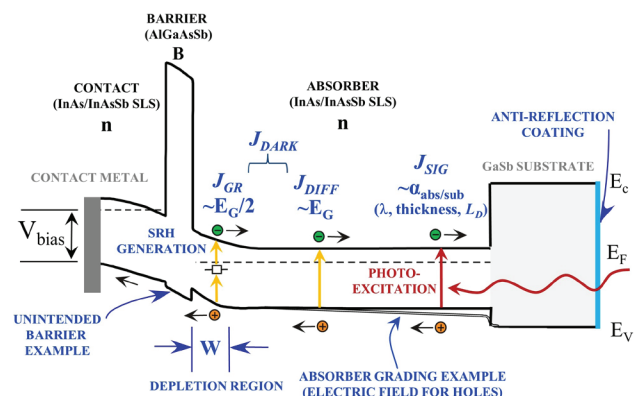 BARRIER
(AlGaAsSb)
B
CONTACT
(InAs/InAsSb SLS)
n
ABSORBER
(InAs/InAsSb SLS)
n
ANTI-REFLECTION
COATING
CONTACT METAL
J_DARK
J_GR
~E_G/2
J_DIFF
~E_G
J_SIG
~α_abs/sub
(λ, thickness, L_D)
GaSb SUBSTRATE
E_c
V_bias
SRH
GENERATION
E_F
PHOTO-
EXCITATION
UNINTENDED
BARRIER
EXAMPLE
W
E_V
DEPLETION REGION
ABSORBER GRADING EXAMPLE
(ELECTRIC FIELD FOR HOLES)